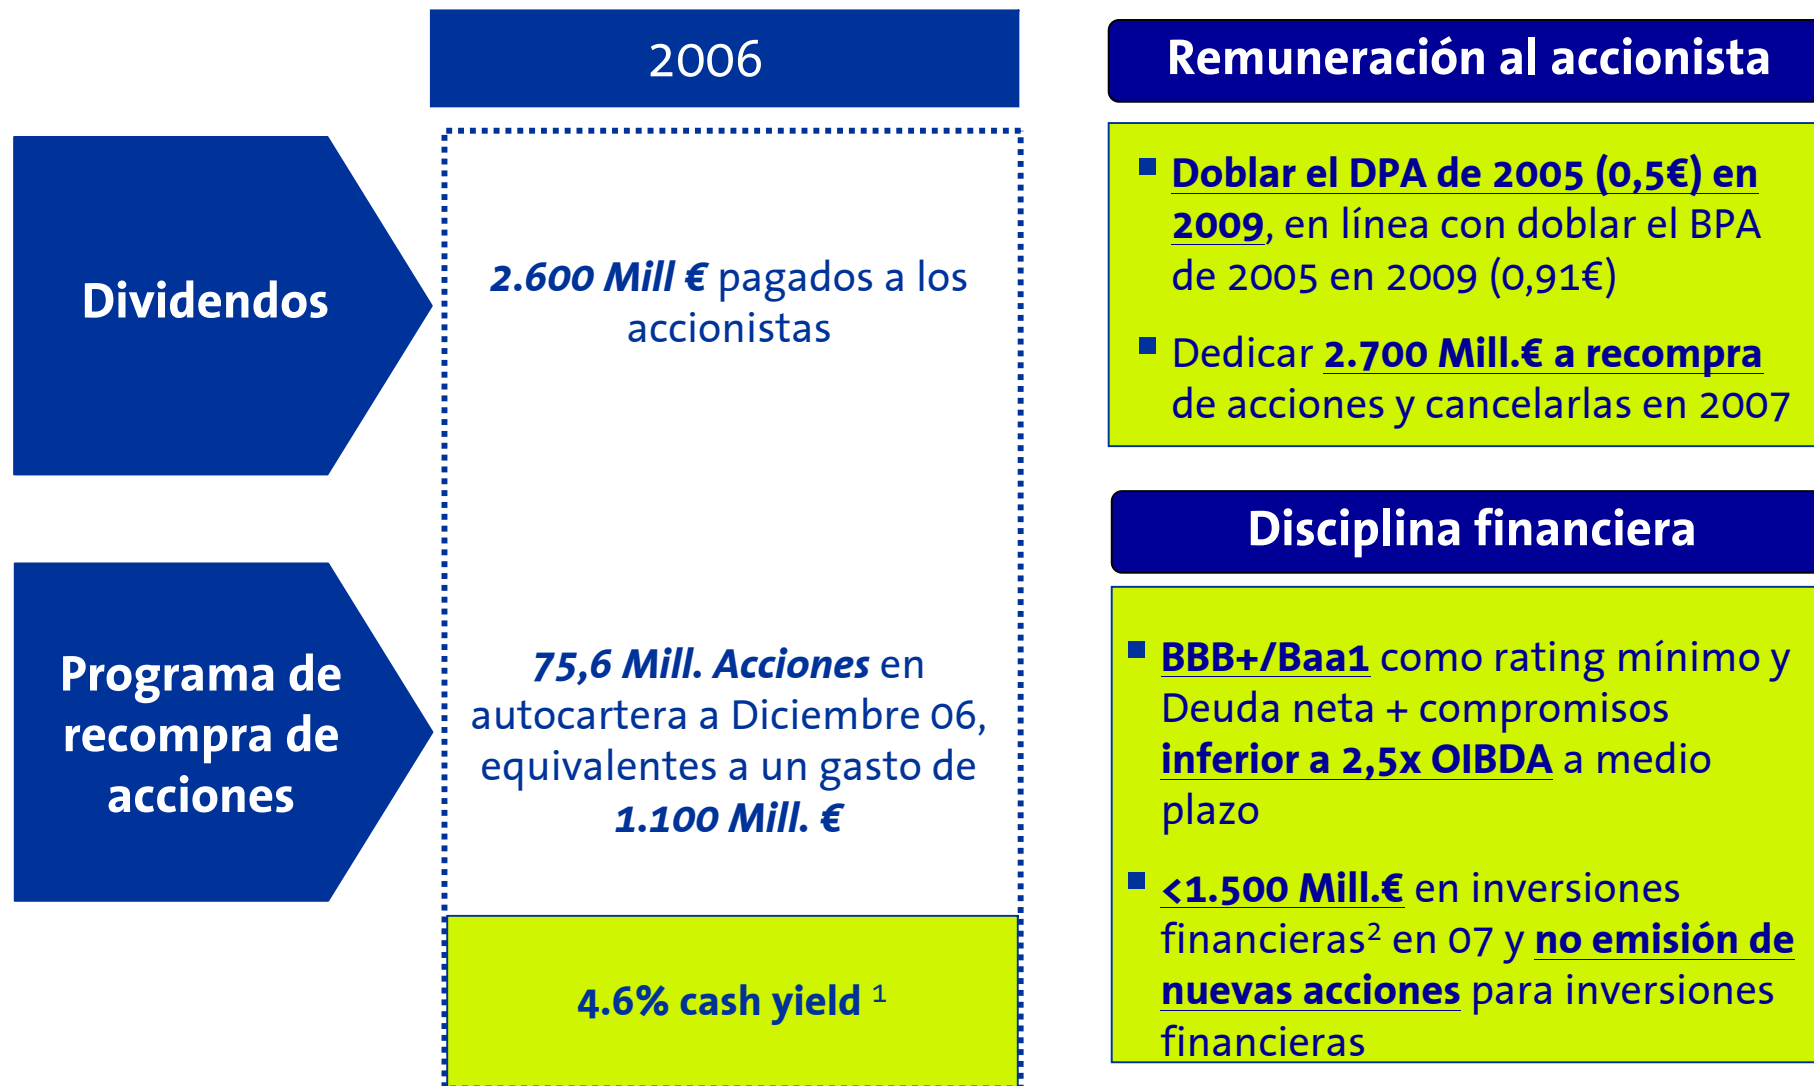 2006
Dividendos
2.600 Mill € pagados a los
accionistas
Programa de
recompra de
acciones
75,6 Mill. Acciones en
autocartera a Diciembre 06,
equivalentes a un gasto de
1.100 Mill. €
4.6% cash yield ¹
Remuneración al accionista
▪ Doblar el DPA de 2005 (0,5€) en
2009, en línea con doblar el BPA
de 2005 en 2009 (0,91€)
▪ Dedicar 2.700 Mill.€ a recompra
de acciones y cancelarlas en 2007
Disciplina financiera
▪ BBB+/Baa1 como rating mínimo y
Deuda neta + compromisos
inferior a 2,5x OIBDA a medio
plazo
▪ <1.500 Mill.€ en inversiones
financieras² en 07 y no emisión de
nuevas acciones para inversiones
financieras